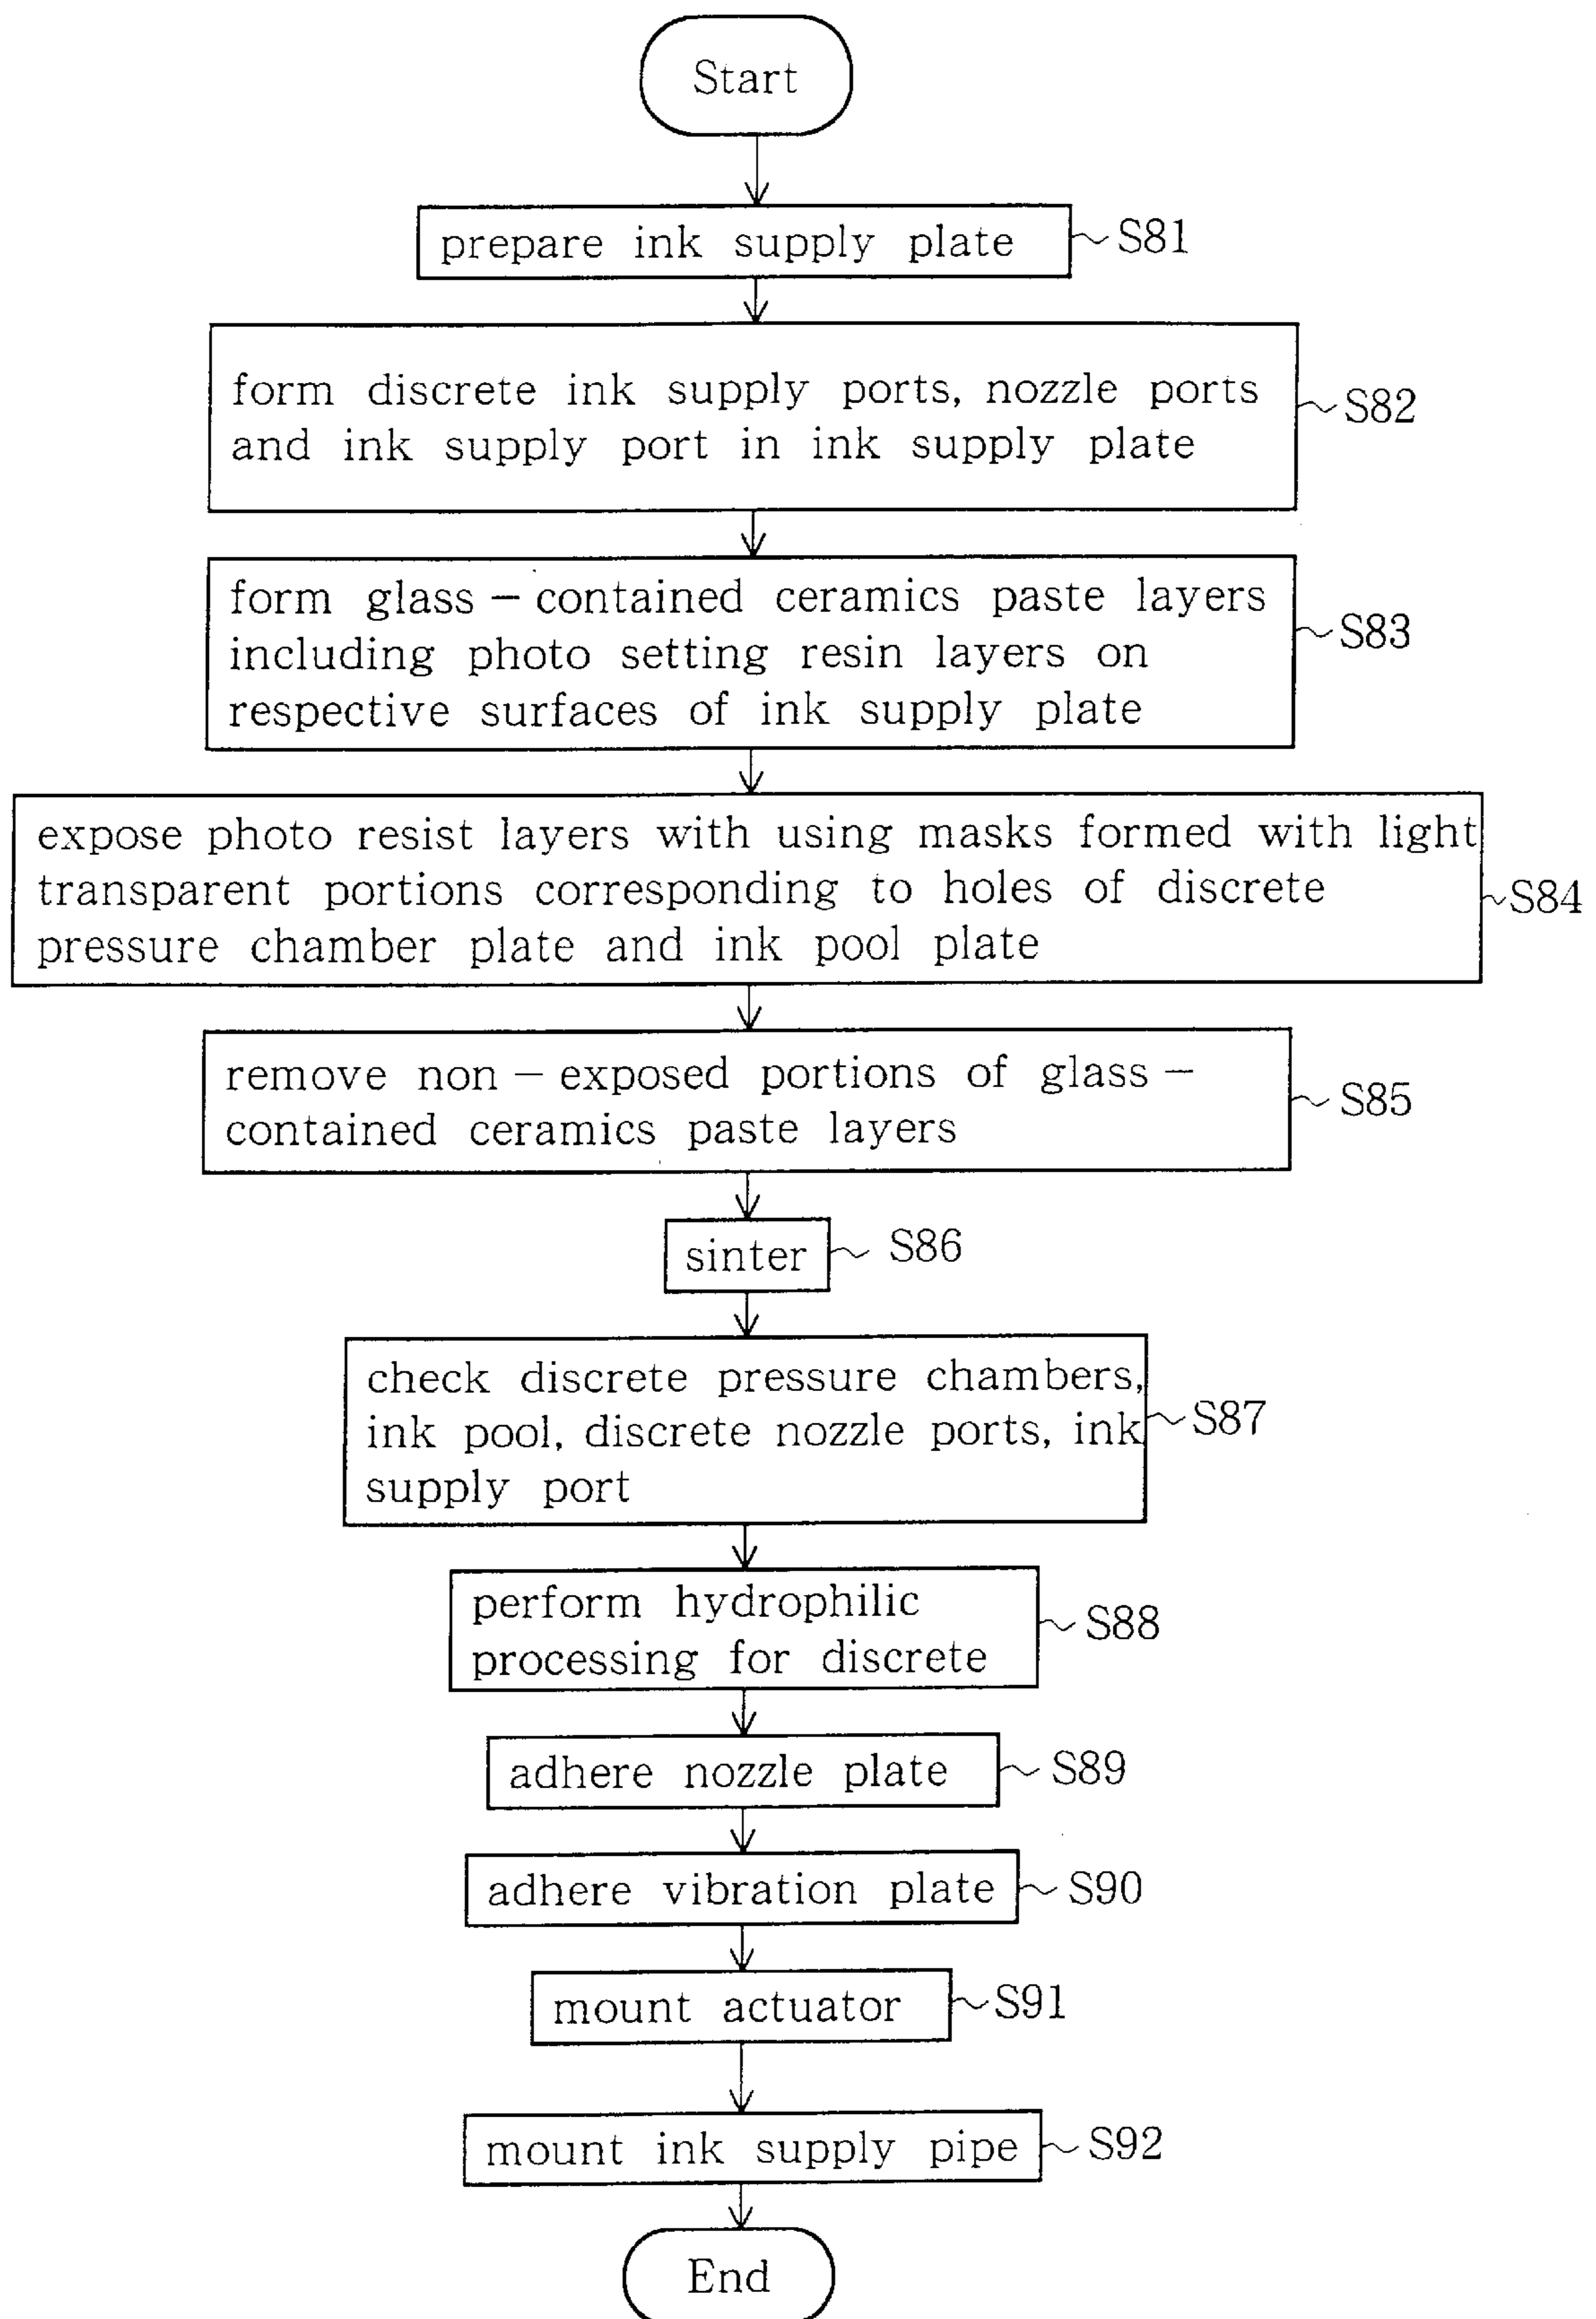 Start
prepare ink supply plate
S81
form discrete ink supply ports, nozzle ports
and ink supply port in ink supply plate
S82
form glass – contained ceramics paste layers
including photo setting resin layers on
respective surfaces of ink supply plate
S83
expose photo resist layers with using masks formed with light
transparent portions corresponding to holes of discrete
pressure chamber plate and ink pool plate
S84
remove non – exposed portions of glass –
contained ceramics paste layers
S85
sinter
S86
check discrete pressure chambers,
ink pool, discrete nozzle ports, ink
supply port
S87
perform hydrophilic
processing for discrete
S88
adhere nozzle plate
S89
adhere vibration plate
S90
mount actuator
S91
mount ink supply pipe
S92
End